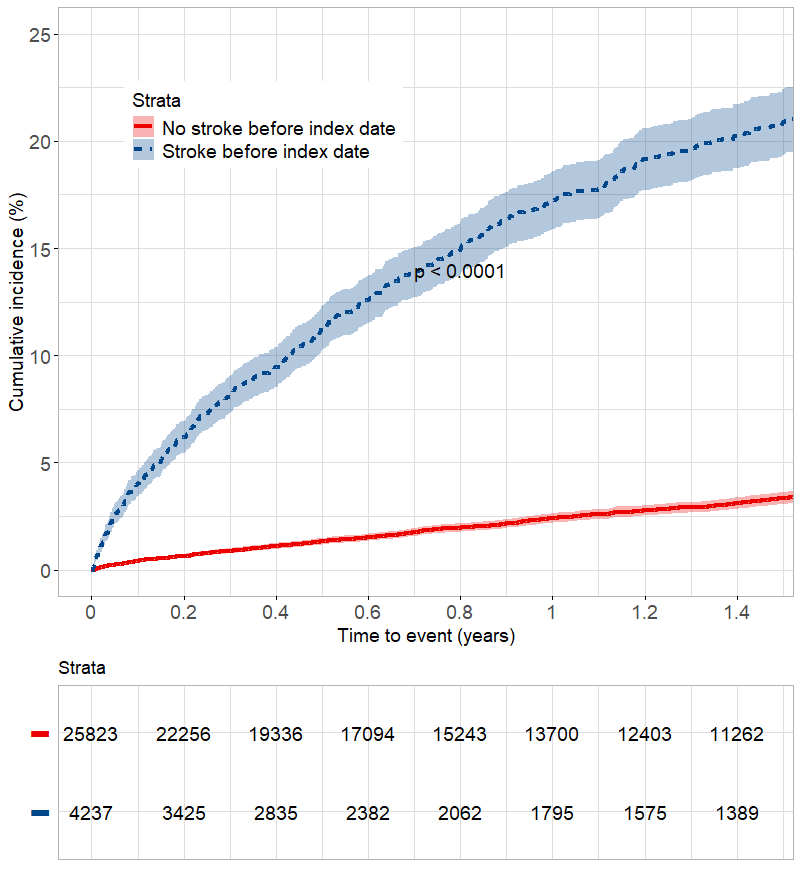 Cumulative incidence (%)
25
20
15
10
5
0
Strata
No stroke before index date
Stroke before index date
p < 0.0001
0 0.2 0.4 0.6 0.8 1 1.2 1.4
Time to event (years)
Strata
25823 22256 19336 17094 15243 13700 12403 11262
4237 3425 2835 2382 2062 1795 1575 1389